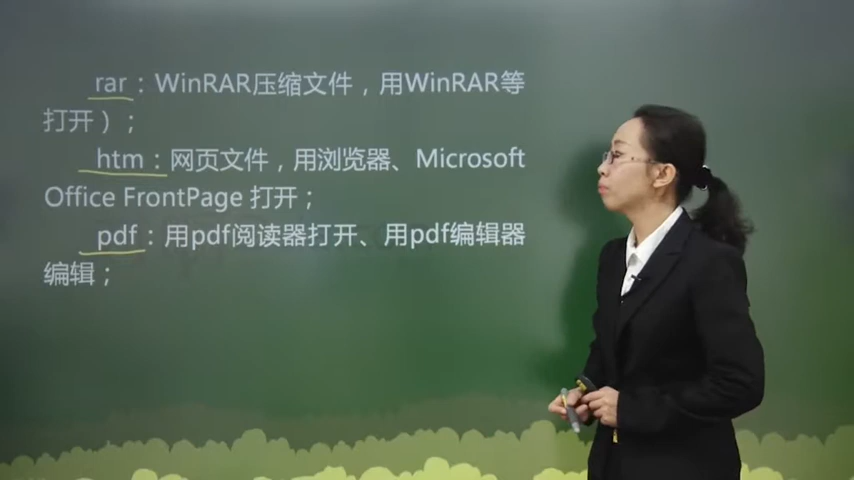 rar：WinRAR压缩文件，用WinRAR等
打开）；
htm：网页文件，用浏览器、Microsoft
Office FrontPage 打开；
pdf：用pdf阅读器打开、用pdf编辑器
编辑；